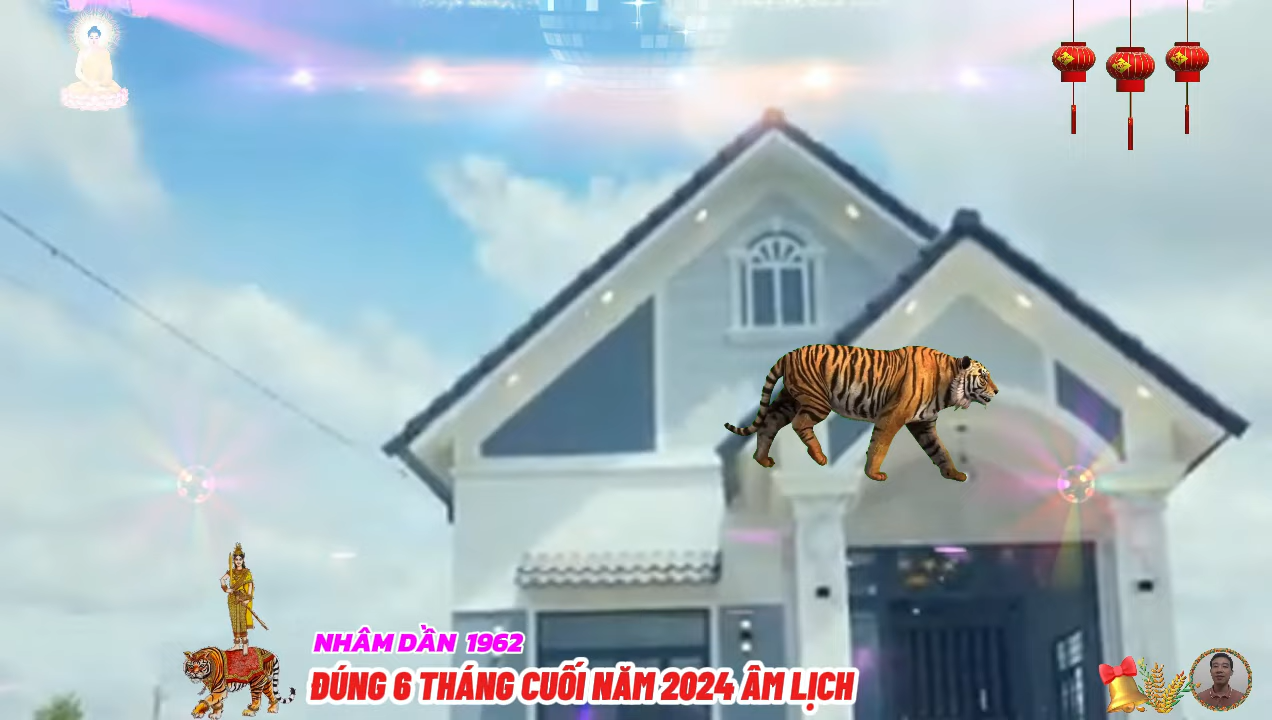 NHÂM DẦN 1962
ĐÚNG 6 THÁNG CUỐI NĂM 2024 ÂM LỊCH